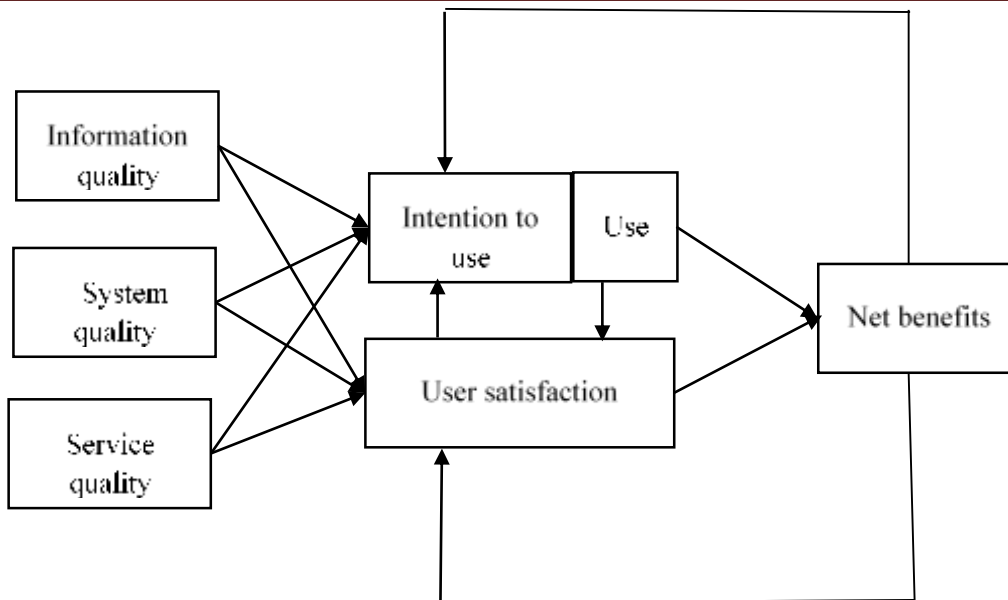 Information
quality
System
quality
Service
quality
Intention to
use
Use
User satisfaction
Net benefits